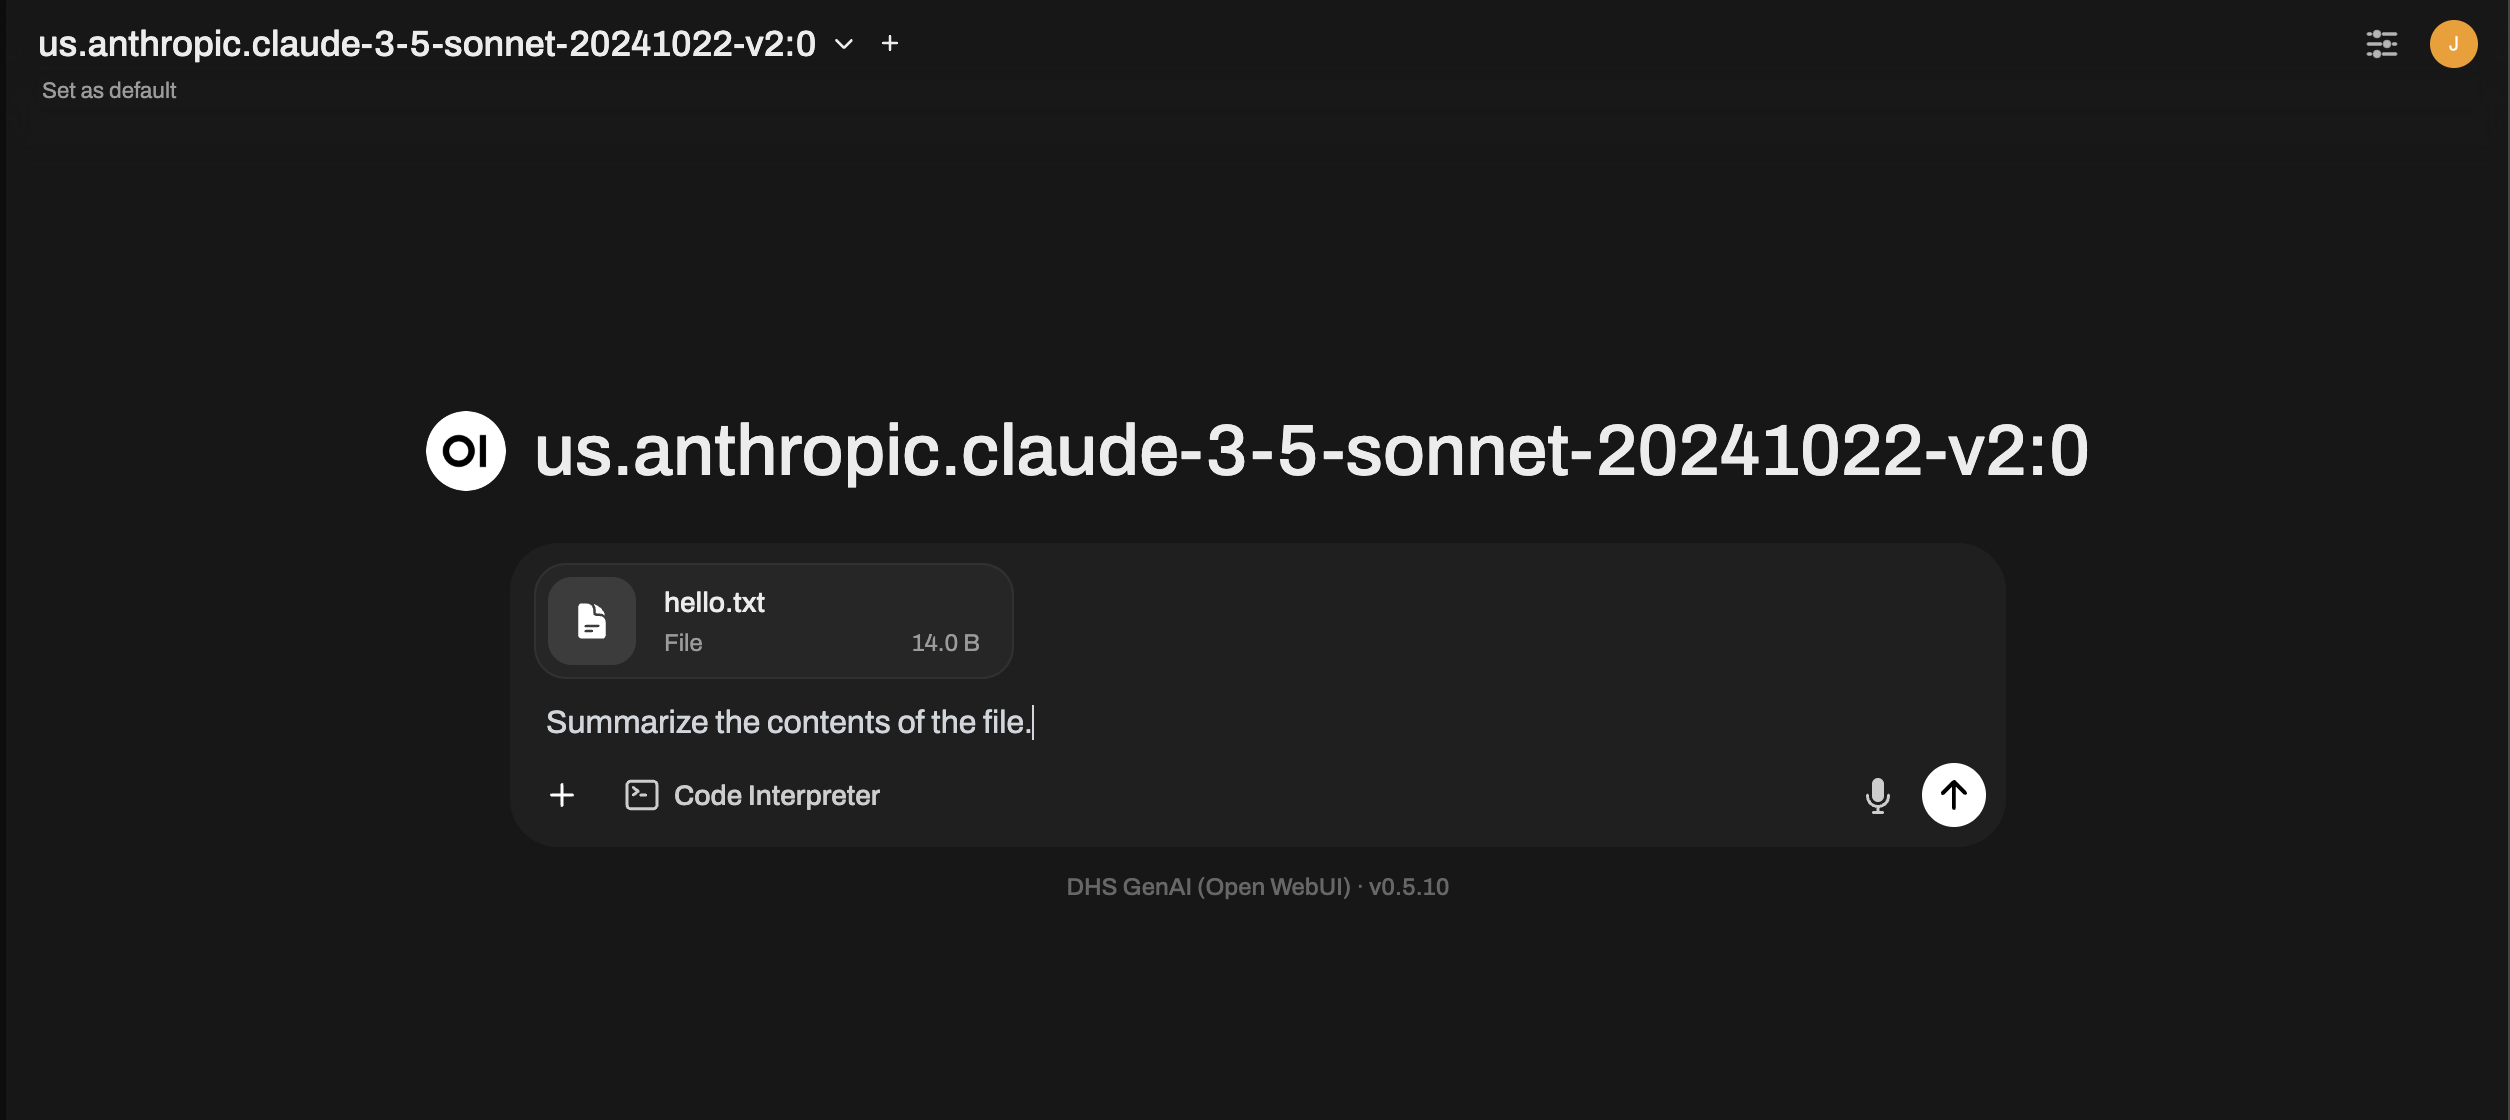 us.anthropic.claude-3-5-sonnet-20241022-v2:0
J
Set as default
OI us.anthropic.claude-3-5-sonnet-20241022-v2:0
hello.txt
File 14.0 B
Summarize the contents of the file.
Code Interpreter
DHS GenAI (Open WebUI) · v0.5.10